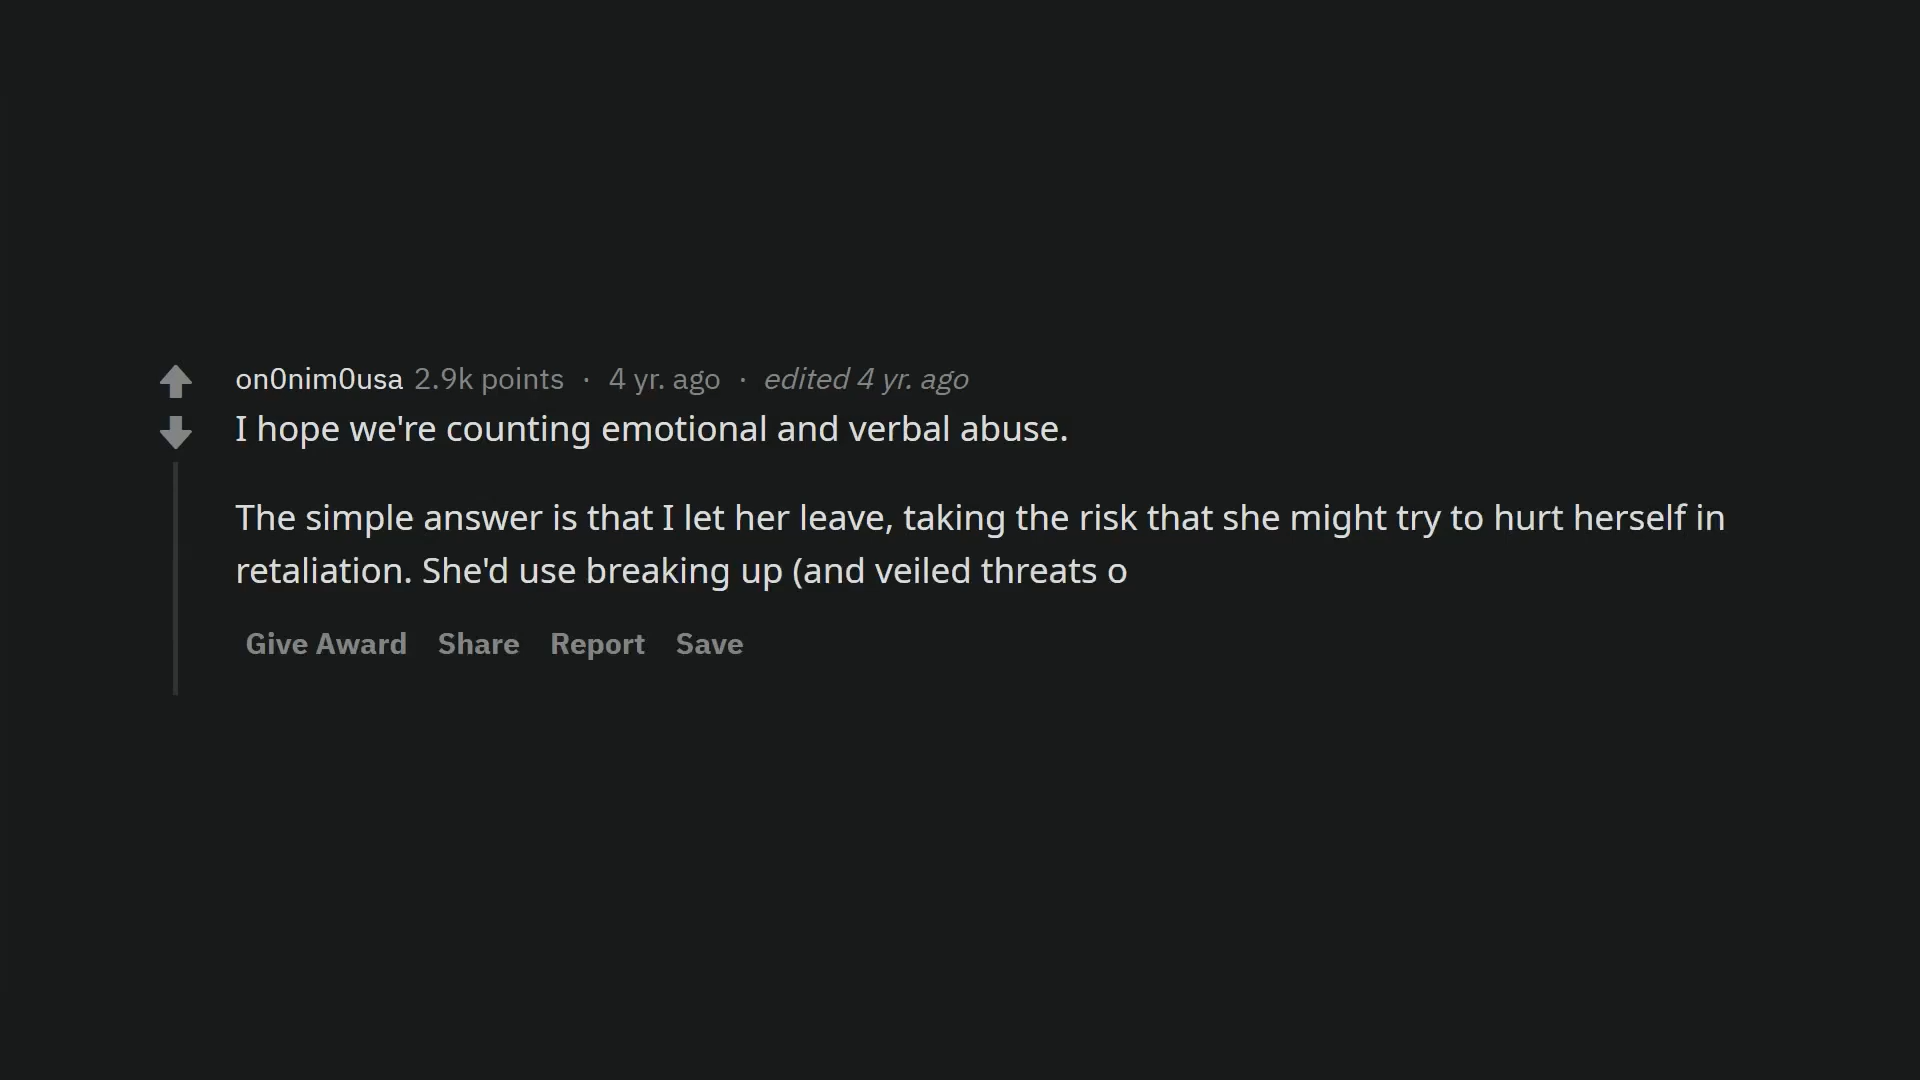 on0nim0usa 2.9k points · 4 yr. ago · edited 4 yr. ago
I hope we're counting emotional and verbal abuse.
The simple answer is that I let her leave, taking the risk that she might try to hurt herself in
retaliation. She'd use breaking up (and veiled threats o
Give Award Share Report Save